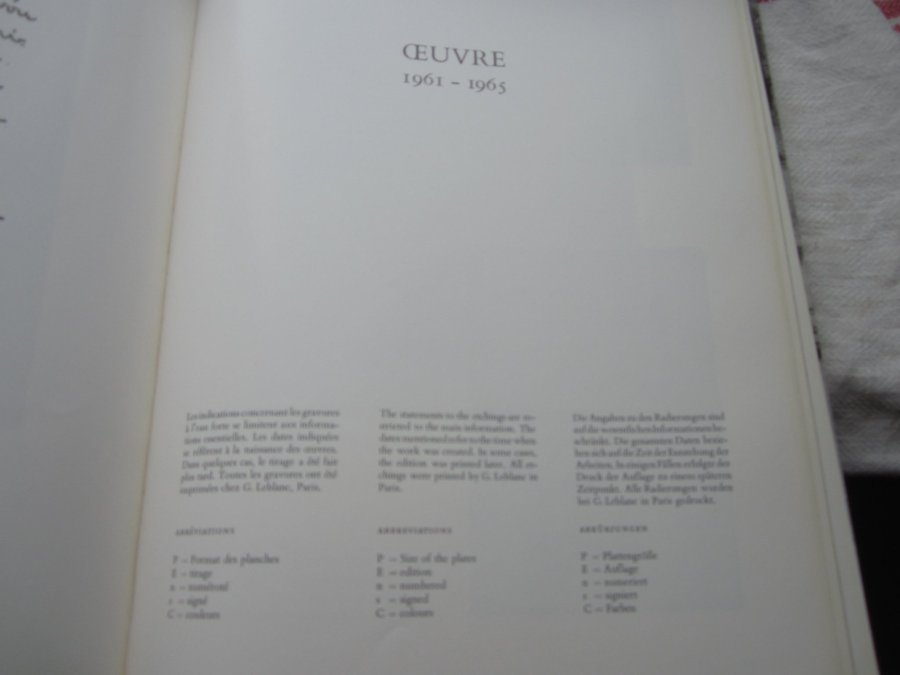 ŒUVRE
1961 – 1965
Les indications concernant les gravures
à l'eau forte se limitent aux informa-
tions essentielles. Les dates indiquées
se réfèrent à la naissance des œuvres.
Dans quelques cas, le tirage a été fait
plus tard. Toutes les gravures ont été
imprimées chez G. Leblanc, Paris.
The statements to the etchings are re-
stricted to the main information. The
dates mentioned refer to the time when
the work was created. In some cases,
the edition was printed later. All et-
chings were printed by G. Leblanc in
Paris.
Die Angaben zu den Radierungen sind
auf die wesentlichen Informationen be-
schränkt. Die genannten Daten bezie-
hen sich auf die Zeit der Entstehung der
Arbeiten. In einigen Fällen erfolgte der
Druck der Auflage zu einem späteren
Zeitpunkt. Alle Radierungen wurden
bei G. Leblanc in Paris gedruckt.
ABRÉVIATIONS
P = Format des planches
E = tirage
n = numéroté
s = signé
C = couleurs
ABBREVIATIONS
P = Size of the plates
E = edition
n = numbered
s = signed
C = colours
ABKÜRZUNGEN
P = Plattengröße
E = Auflage
n = numeriert
s = signiert
C = Farben